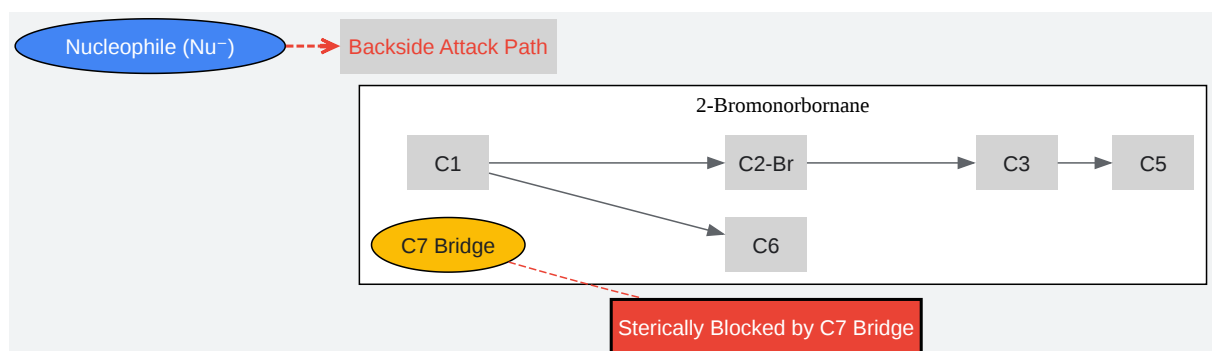 Nucleophile (Nu⁻)
Backside Attack Path
2-Bromonorbornane
C1
C2-Br
C3
C5
C7 Bridge
C6
Sterically Blocked by C7 Bridge